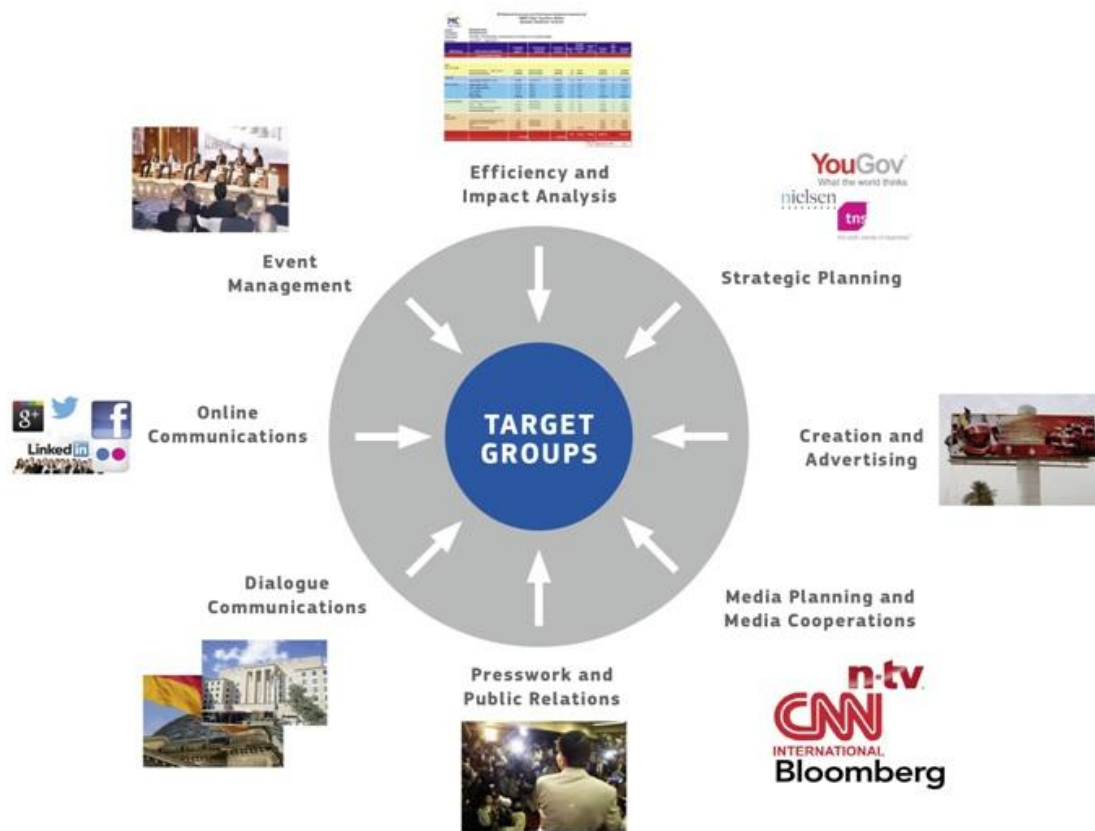 MC
Efficiency and
Impact Analysis
YouGov
What the world thinks
nielsen
tns
Strategic Planning
Event
Management
Online
Communications
g+
f
Linked in
TARGET
GROUPS
Creation and
Advertising
Dialogue
Communications
Media Planning and
Media Cooperations
Presswork and
Public Relations
n-tv
CNN
INTERNATIONAL
Bloomberg